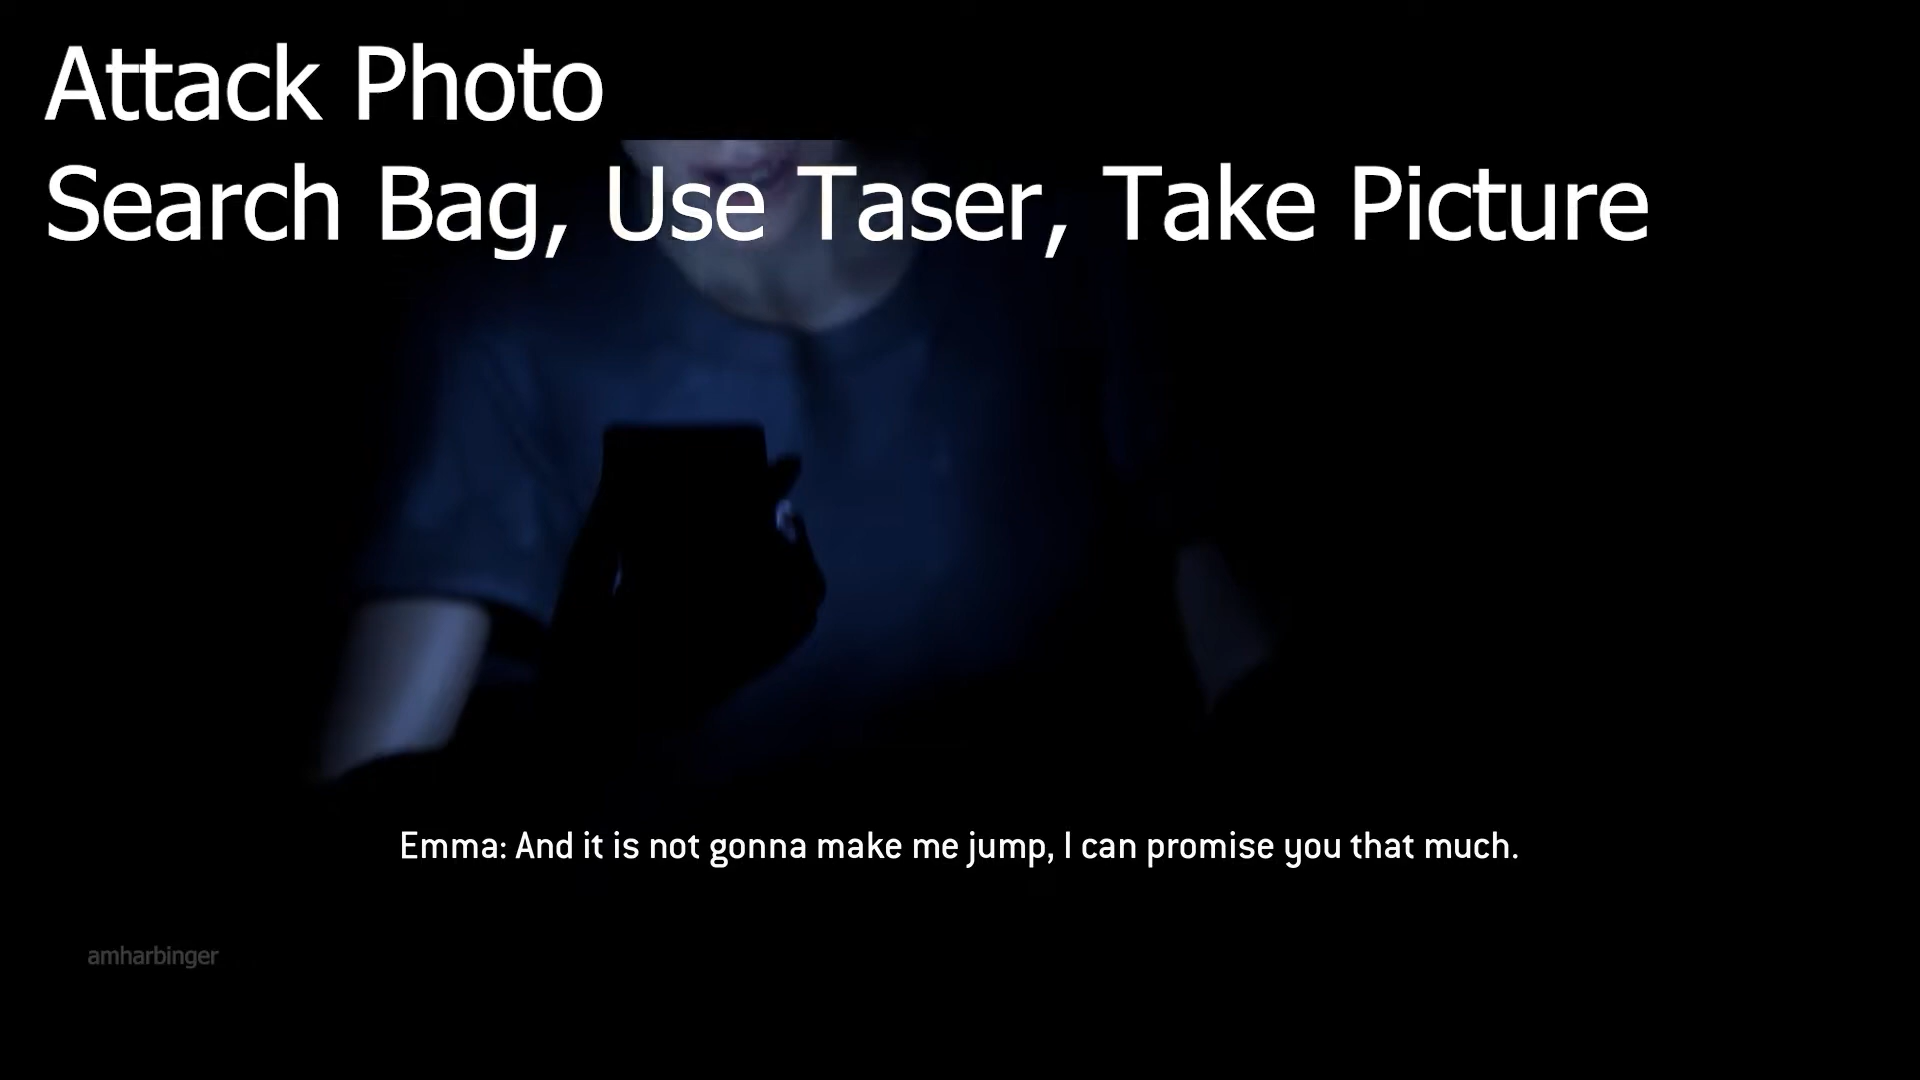 Attack Photo
Search Bag, Use Taser, Take Picture
Emma: And it is not gonna make me jump, I can promise you that much.
amharbinger